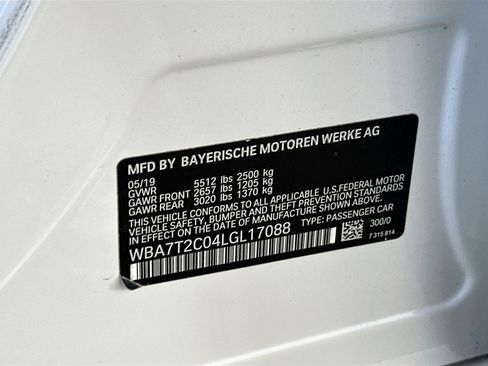 MFD BY BAYERISCHE MOTOREN WERKE AG
05/19
GVWR 5512 lbs 2500 kg
GAWR FRONT 2657 lbs 1205 kg
GAWR REAR 3020 lbs 1370 kg
THIS VEHICLE CONFORMS TO ALL APPLICABLE U.S.FEDERAL MOTOR
VEHICLE SAFETY, BUMPER, AND THEFT PREVENTION STANDARDS
IN EFFECT ON THE DATE OF MANUFACTURE SHOWN ABOVE.
WBA7T2C04LGL17088 TYPE: PASSENGER CAR
300/0
7 315 814